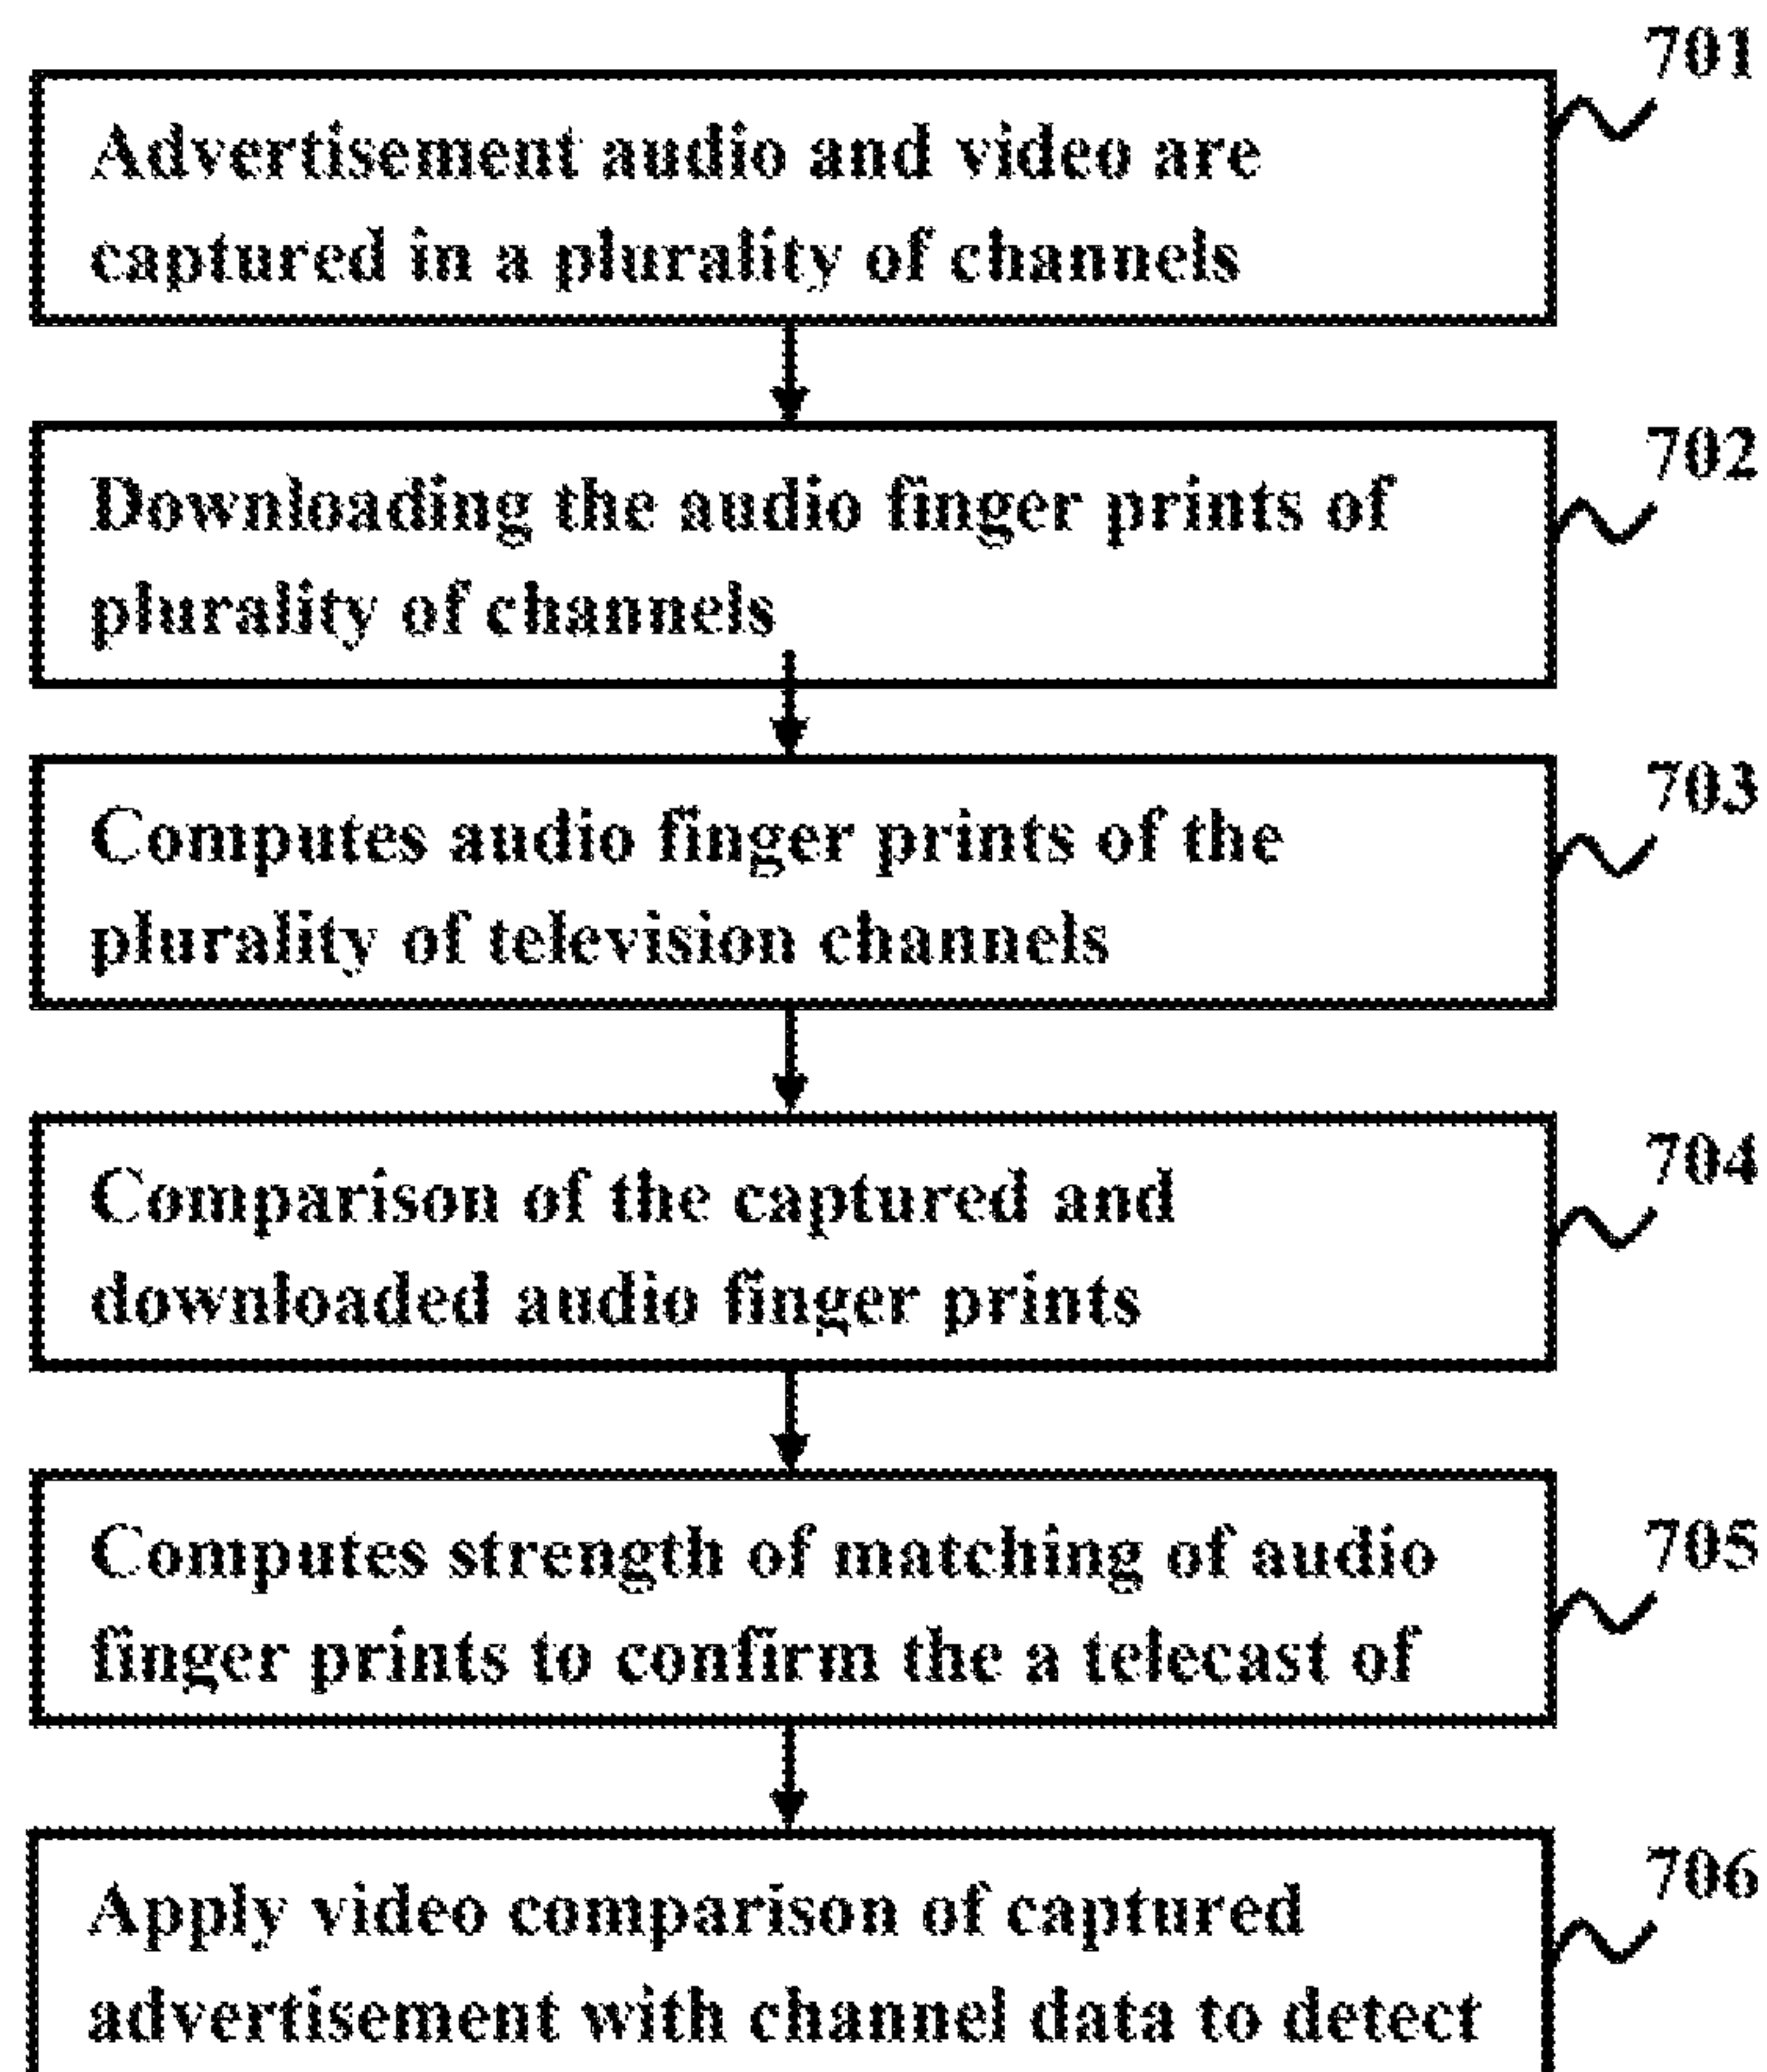 701
Advertisement audio and video are
captured in a plurality of channels
702
Downloading the audio finger prints of
plurality of channels
703
Computes audio finger prints of the
plurality of television channels
704
Comparison of the captured and
downloaded audio finger prints
705
Computes strength of matching of audio
finger prints to confirm the a telecast of
706
Apply video comparison of captured
advertisement with channel data to detect